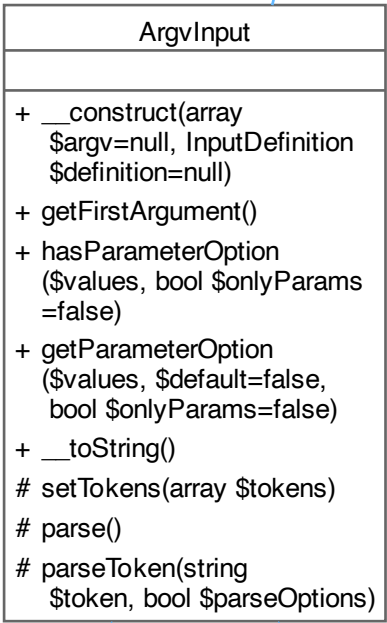 ArgvInput
+ __construct(array
$argv=null, InputDefinition
$definition=null)
+ getFirstArgument()
+ hasParameterOption
($values, bool $onlyParams
=false)
+ getParameterOption
($values, $default=false,
bool $onlyParams=false)
+ __toString()
# setTokens(array $tokens)
# parse()
# parseToken(string
$token, bool $parseOptions)